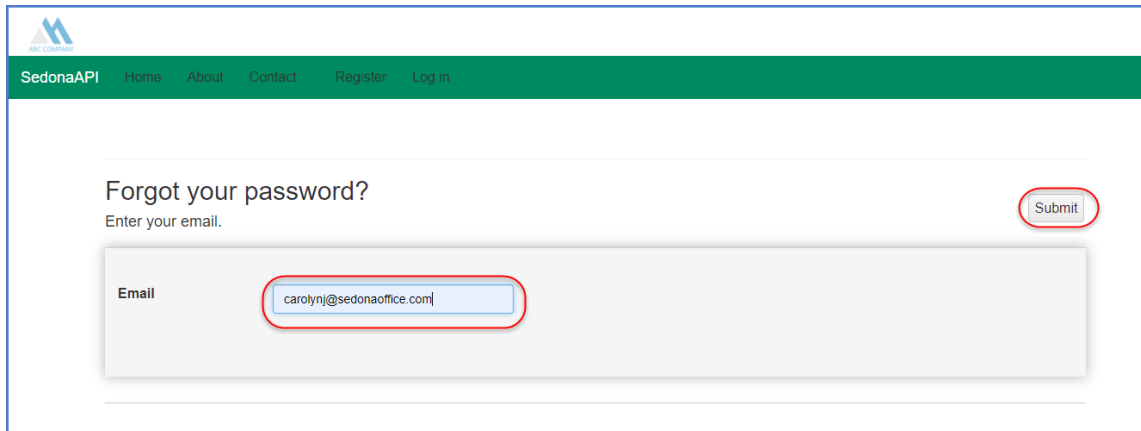 ABC COMPANY
SedonaAPI Home About Contact Register Log in
Forgot your password?
Enter your email.
Submit
Email carolynj@sedonaoffice.com